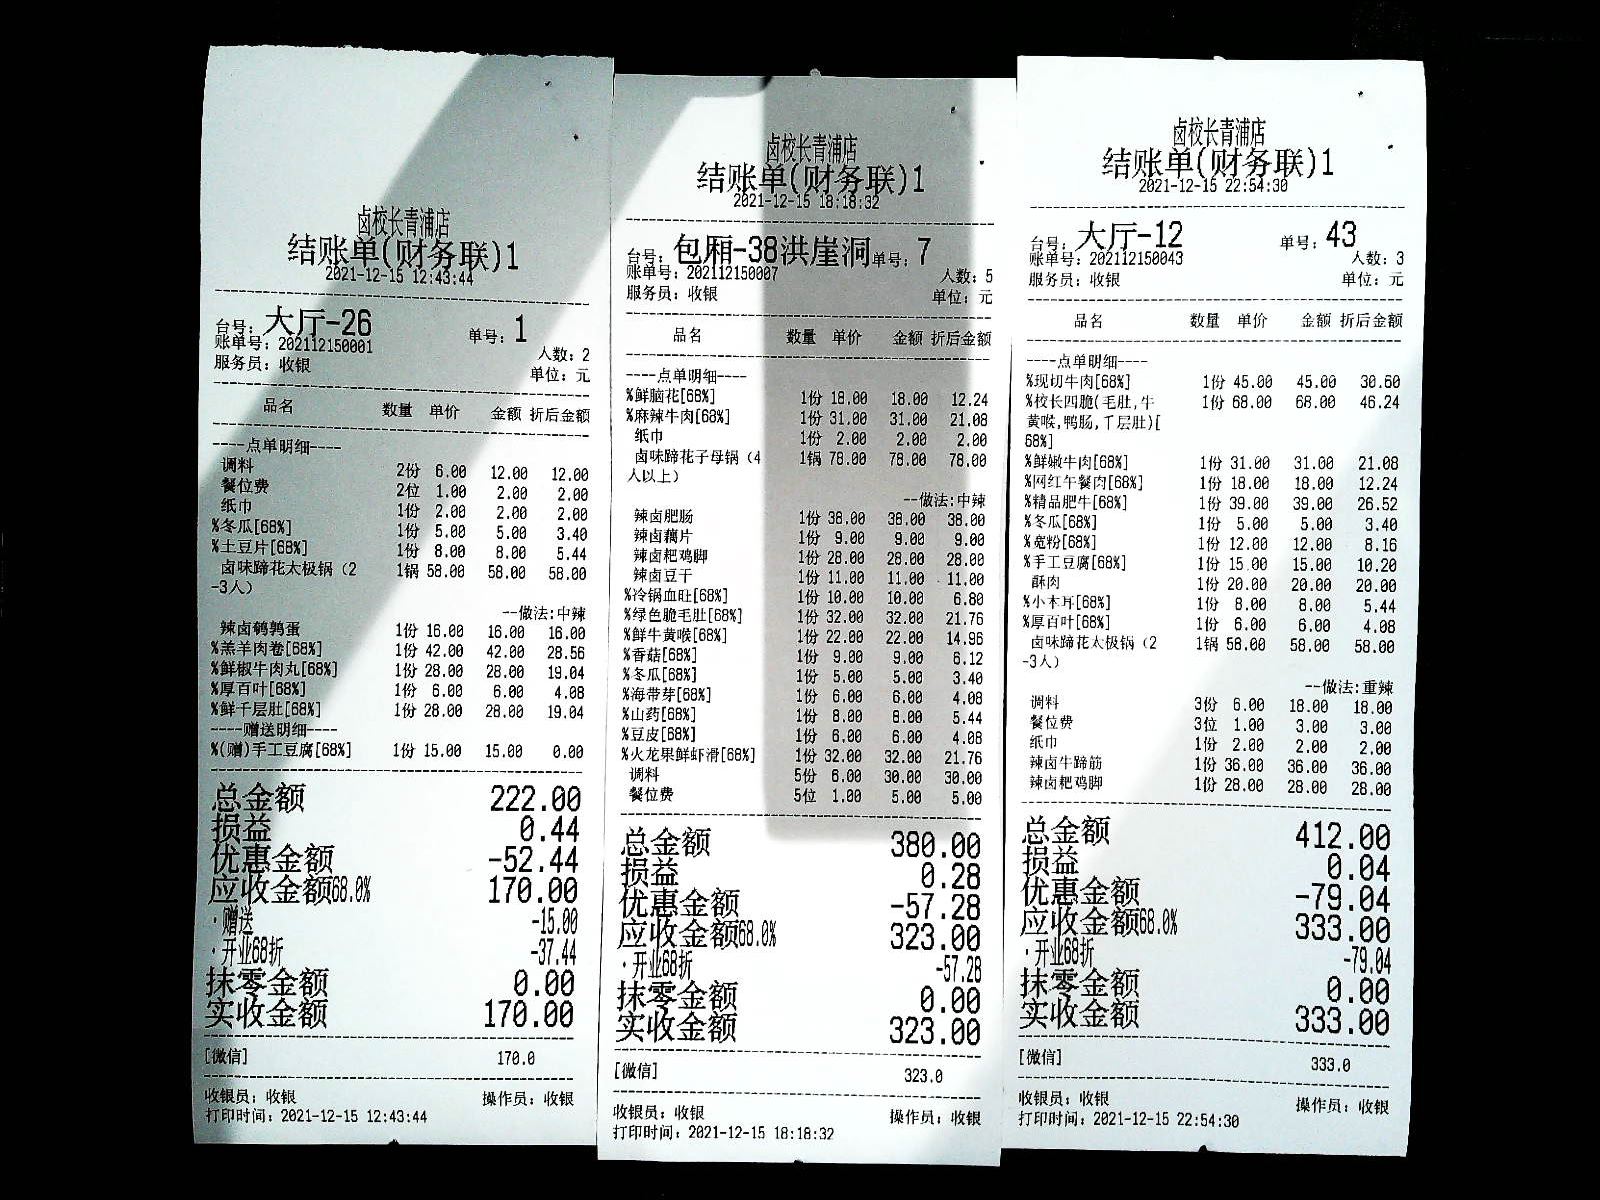 卤校长青浦店
结账单(财务联)1
2021-12-15 12:43:44
台号: 大厅-26 单号: 1
账单号: 202112150001 人数: 2
服务员: 收银 单位: 元
品名 数量 单价 金额 折后金额
----点单明细----
调料 2份 6.00 12.00 12.00
餐位费 2位 1.00 2.00 2.00
纸巾 1份 2.00 2.00 2.00
%冬瓜[68%] 1份 5.00 5.00 3.40
%土豆片[68%] 1份 8.00 8.00 5.44
卤味蹄花太极锅（2 1锅 58.00 58.00 58.00
-3人）
--做法:中辣
辣卤鹌鹑蛋 1份 16.00 16.00 16.00
%羔羊肉卷[68%] 1份 42.00 42.00 28.56
%鲜椒牛肉丸[68%] 1份 28.00 28.00 19.04
%厚百叶[68%] 1份 6.00 6.00 4.08
%鲜千层肚[68%] 1份 28.00 28.00 19.04
----赠送明细----
%(赠)手工豆腐[68%] 1份 15.00 15.00 0.00
总金额 222.00
损益 0.44
优惠金额 -52.44
应收金额68.0% 170.00
·赠送 -15.00
·开业68折 -37.44
抹零金额 0.00
实收金额 170.00
[微信] 170.0
收银员: 收银 操作员: 收银
打印时间: 2021-12-15 12:43:44
卤校长青浦店
结账单(财务联)1
2021-12-15 18:18:32
台号: 包厢-38洪崖洞 单号: 7
账单号: 202112150007 人数: 5
服务员: 收银 单位: 元
品名 数量 单价 金额 折后金额
----点单明细----
%鲜脑花[68%] 1份 18.00 18.00 12.24
%麻辣牛肉[68%] 1份 31.00 31.00 21.08
纸巾 1份 2.00 2.00 2.00
卤味蹄花子母锅（4 1锅 78.00 78.00 78.00
人以上）
--做法:中辣
辣卤肥肠 1份 38.00 38.00 38.00
辣卤藕片 1份 9.00 9.00 9.00
辣卤粑鸡脚 1份 28.00 28.00 28.00
辣卤豆干 1份 11.00 11.00 11.00
%冷锅血旺[68%] 1份 10.00 10.00 6.80
%绿色脆毛肚[68%] 1份 32.00 32.00 21.76
%鲜牛黄喉[68%] 1份 22.00 22.00 14.96
%香菇[68%] 1份 9.00 9.00 6.12
%冬瓜[68%] 1份 5.00 5.00 3.40
%海带芽[68%] 1份 6.00 6.00 4.08
%山药[68%] 1份 8.00 8.00 5.44
%豆皮[68%] 1份 6.00 6.00 4.08
%火龙果鲜虾滑[68%] 1份 32.00 32.00 21.76
调料 5份 6.00 30.00 30.00
餐位费 5位 1.00 5.00 5.00
总金额 380.00
损益 0.28
优惠金额 -57.28
应收金额68.0% 323.00
·开业68折 -57.28
抹零金额 0.00
实收金额 323.00
[微信] 323.0
收银员: 收银 操作员: 收银
打印时间: 2021-12-15 18:18:32
卤校长青浦店
结账单(财务联)1
2021-12-15 22:54:30
台号: 大厅-12 单号: 43
账单号: 202112150043 人数: 3
服务员: 收银 单位: 元
品名 数量 单价 金额 折后金额
----点单明细----
%现切牛肉[68%] 1份 45.00 45.00 30.60
%校长四脆(毛肚,牛 1份 68.00 68.00 46.24
黄喉,鸭肠,千层肚)[
68%]
%鲜嫩牛肉[68%] 1份 31.00 31.00 21.08
%网红午餐肉[68%] 1份 18.00 18.00 12.24
%精品肥牛[68%] 1份 39.00 39.00 26.52
%冬瓜[68%] 1份 5.00 5.00 3.40
%宽粉[68%] 1份 12.00 12.00 8.16
%手工豆腐[68%] 1份 15.00 15.00 10.20
酥肉 1份 20.00 20.00 20.00
%小木耳[68%] 1份 8.00 8.00 5.44
%厚百叶[68%] 1份 6.00 6.00 4.08
卤味蹄花太极锅（2 1锅 58.00 58.00 58.00
-3人）
--做法:重辣
调料 3份 6.00 18.00 18.00
餐位费 3位 1.00 3.00 3.00
纸巾 1份 2.00 2.00 2.00
辣卤牛蹄筋 1份 36.00 36.00 36.00
辣卤粑鸡脚 1份 28.00 28.00 28.00
总金额 412.00
损益 0.04
优惠金额 -79.04
应收金额68.0% 333.00
·开业68折 -79.04
抹零金额 0.00
实收金额 333.00
[微信] 333.0
收银员: 收银 操作员: 收银
打印时间: 2021-12-15 22:54:30